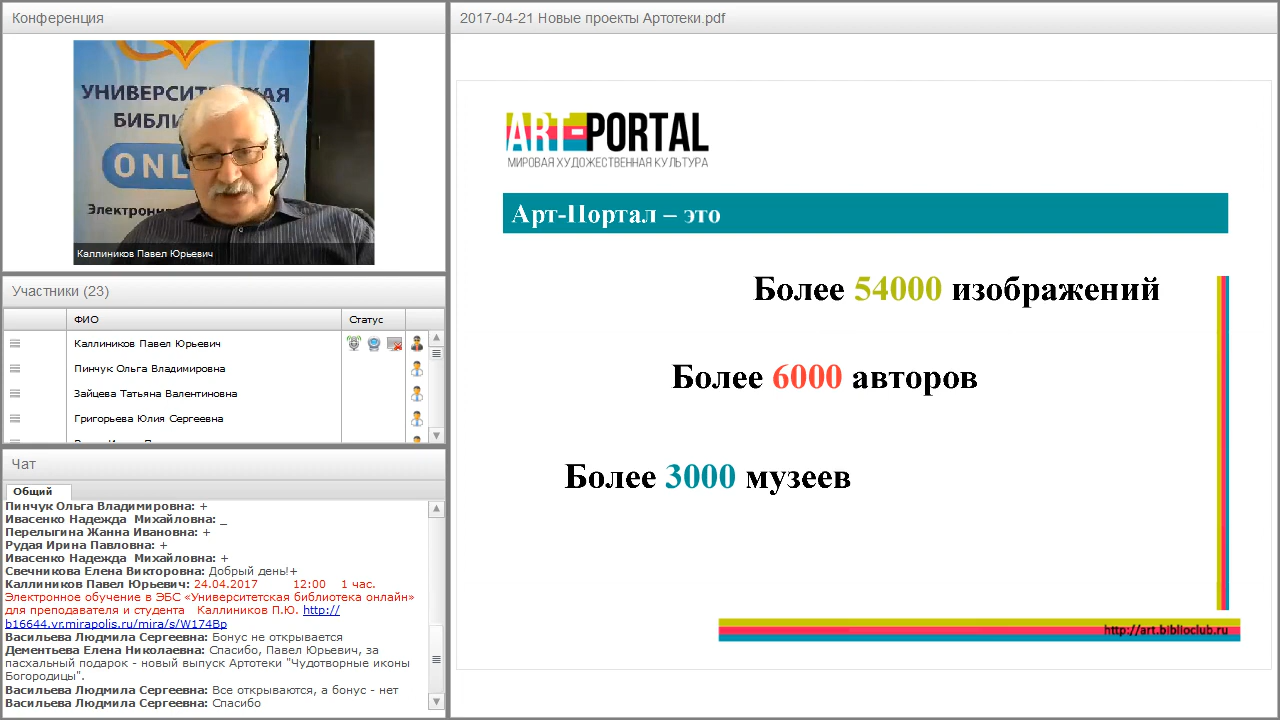 Конференция
УНИВЕРСИТ СКАЯ
БИБЛИ
ONL
Электронн
Каллиников Павел Юрьевич
Участники (23)
ФИО
Статус
Каллиников Павел Юрьевич
Пинчук Ольга Владимировна
Зайцева Татьяна Валентиновна
Григорьева Юлия Сергеевна
Чат
Общий
Пинчук Ольга Владимировна: +
Ивасенко Надежда Михайловна: _
Перелыгина Жанна Ивановна: +
Рудая Ирина Павловна: +
Ивасенко Надежда Михайловна: +
Свечникова Елена Викторовна: Добрый день!+
Каллиников Павел Юрьевич: 24.04.2017 12:00 1 час.
Электронное обучение в ЭБС «Университетская библиотека онлайн»
для преподавателя и студента Каллиников П.Ю. http://
b16644.vr.mirapolis.ru/mira/s/W174Bp
Васильева Людмила Сергеевна: Бонус не открывается
Дементьева Елена Николаевна: Спасибо, Павел Юрьевич, за
пасхальный подарок - новый выпуск Артотеки "Чудотворные иконы
Богородицы".
Васильева Людмила Сергеевна: Все открываются, а бонус - нет
Васильева Людмила Сергеевна: Спасибо
2017-04-21 Новые проекты Артотеки.pdf
ART-PORTAL
МИРОВАЯ ХУДОЖЕСТВЕННАЯ КУЛЬТУРА
Арт-Портал – это
Более 54000 изображений
Более 6000 авторов
Более 3000 музеев
http://art.biblioclub.ru